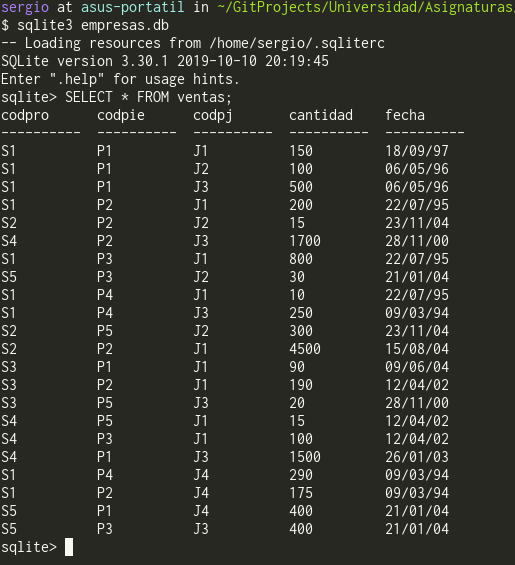 sergio at asus-portatil in ~/GitProjects/Universidad/Asignaturas
$ sqlite3 empresas.db
-- Loading resources from /home/sergio/.sqliterc
SQLite version 3.30.1 2019-10-10 20:19:45
Enter ".help" for usage hints.
sqlite> SELECT * FROM ventas;
codpro      codpie      codpj       cantidad    fecha
----------  ----------  ----------  ----------  ----------
S1          P1          J1          150         18/09/97
S1          P1          J2          100         06/05/96
S1          P1          J3          500         06/05/96
S1          P2          J1          200         22/07/95
S2          P2          J2          15          23/11/04
S4          P2          J3          1700        28/11/00
S1          P3          J1          800         22/07/95
S5          P3          J2          30          21/01/04
S1          P4          J1          10          22/07/95
S1          P4          J3          250         09/03/94
S2          P5          J2          300         23/11/04
S2          P2          J1          4500        15/08/04
S3          P1          J1          90          09/06/04
S3          P2          J1          190         12/04/02
S3          P5          J3          20          28/11/00
S4          P5          J1          15          12/04/02
S4          P3          J1          100         12/04/02
S4          P1          J3          1500        26/01/03
S1          P4          J4          290         09/03/94
S1          P2          J4          175         09/03/94
S5          P1          J4          400         21/01/04
S5          P3          J3          400         21/01/04
sqlite>